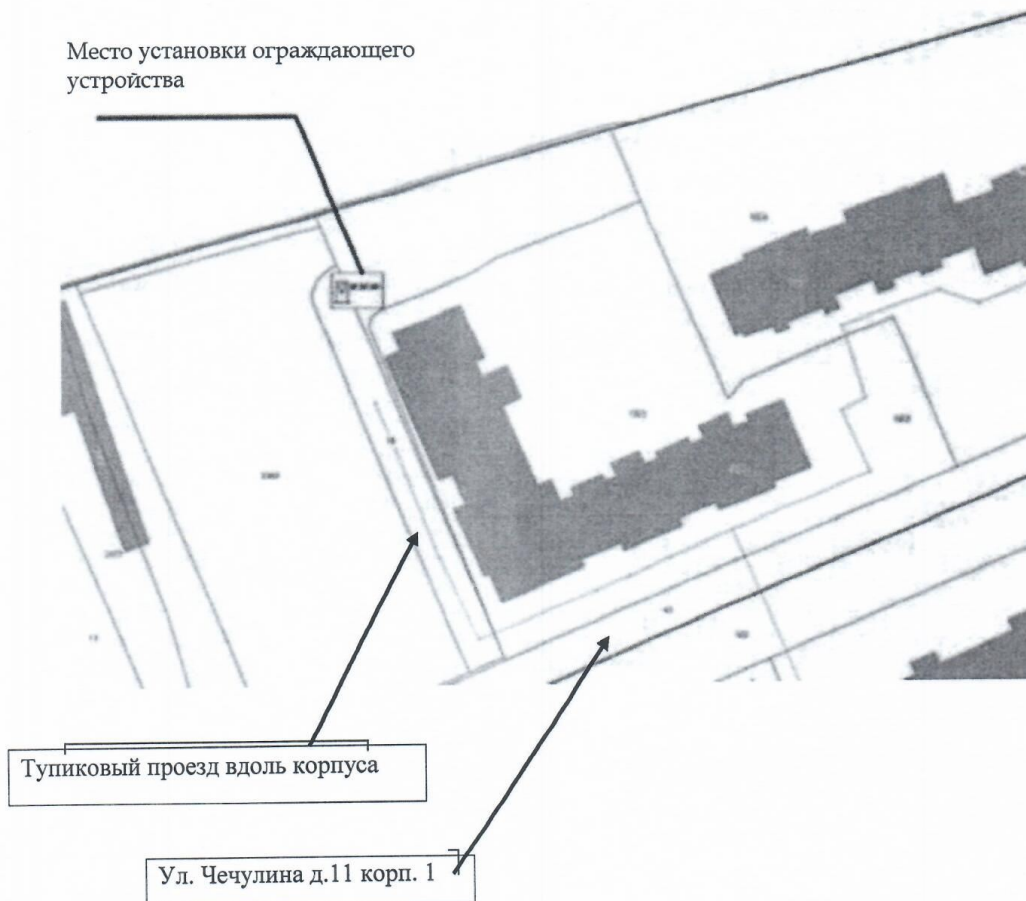 Место установки ограждающего
устройства
Тупиковый проезд вдоль корпуса
Ул. Чечулина д.11 корп. 1